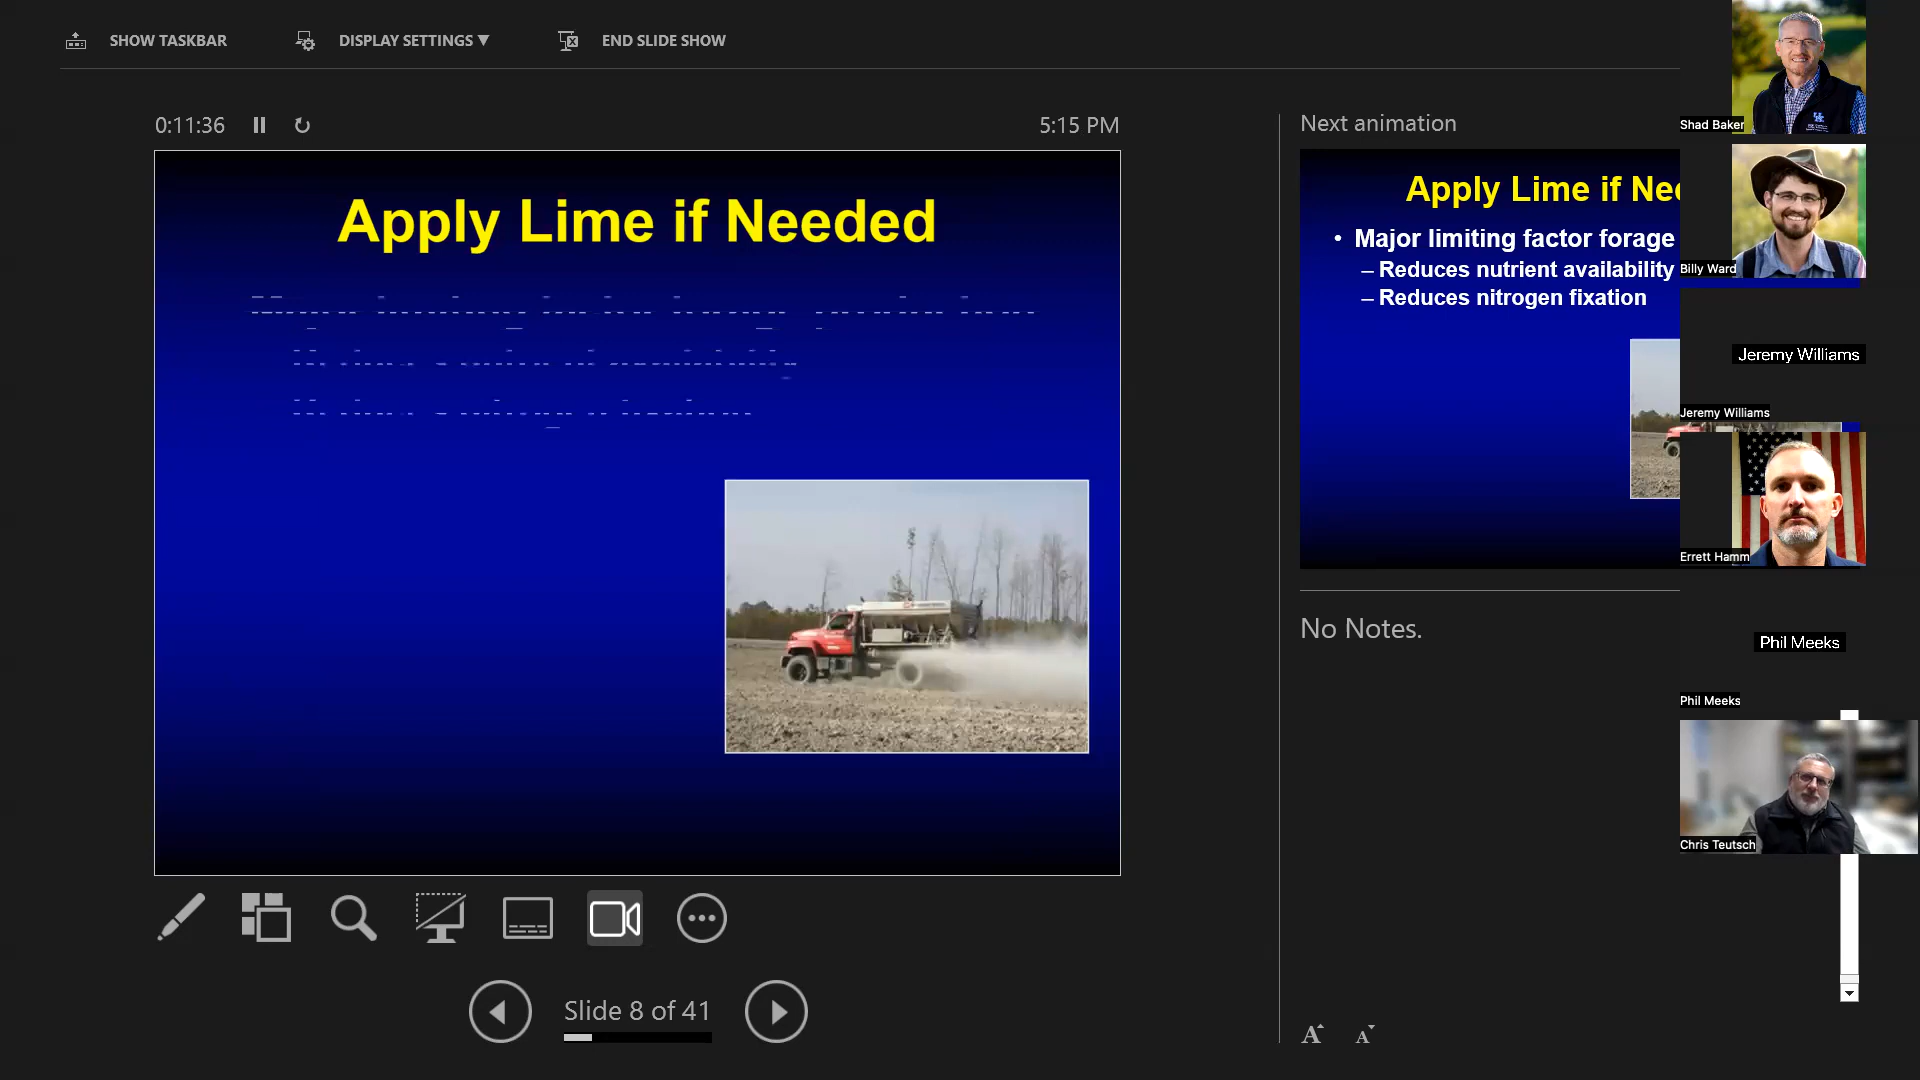 SHOW TASKBAR
DISPLAY SETTINGS ▼
END SLIDE SHOW
0:11:36
5:15 PM
Apply Lime if Needed
Slide 8 of 41
Next animation
Apply Lime if Nee
• Major limiting factor forage
– Reduces nutrient availability
– Reduces nitrogen fixation
No Notes.
A A
Shad Baker
Billy Ward
Jeremy Williams
Jeremy Williams
Errett Hamm
Phil Meeks
Phil Meeks
Chris Teutsch